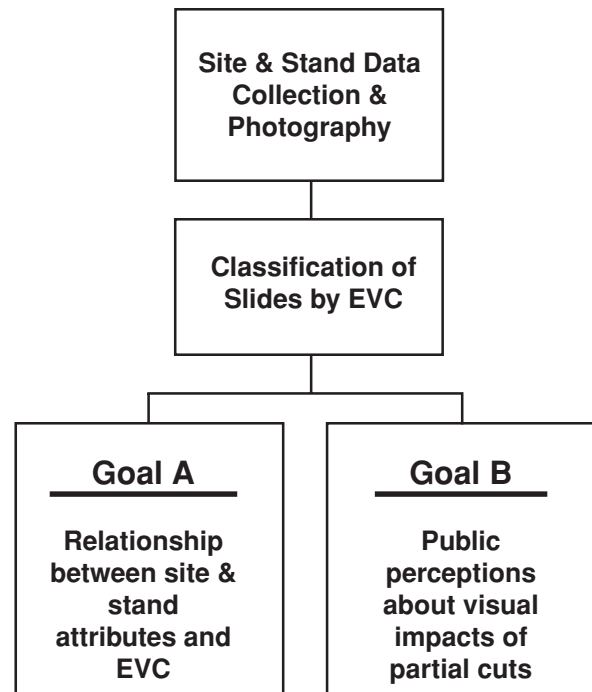 Site & Stand Data
Collection &
Photography
Classification of
Slides by EVC
Goal A
Relationship
between site &
stand
attributes and
EVC
Goal B
Public
perceptions
about visual
impacts of
partial cuts